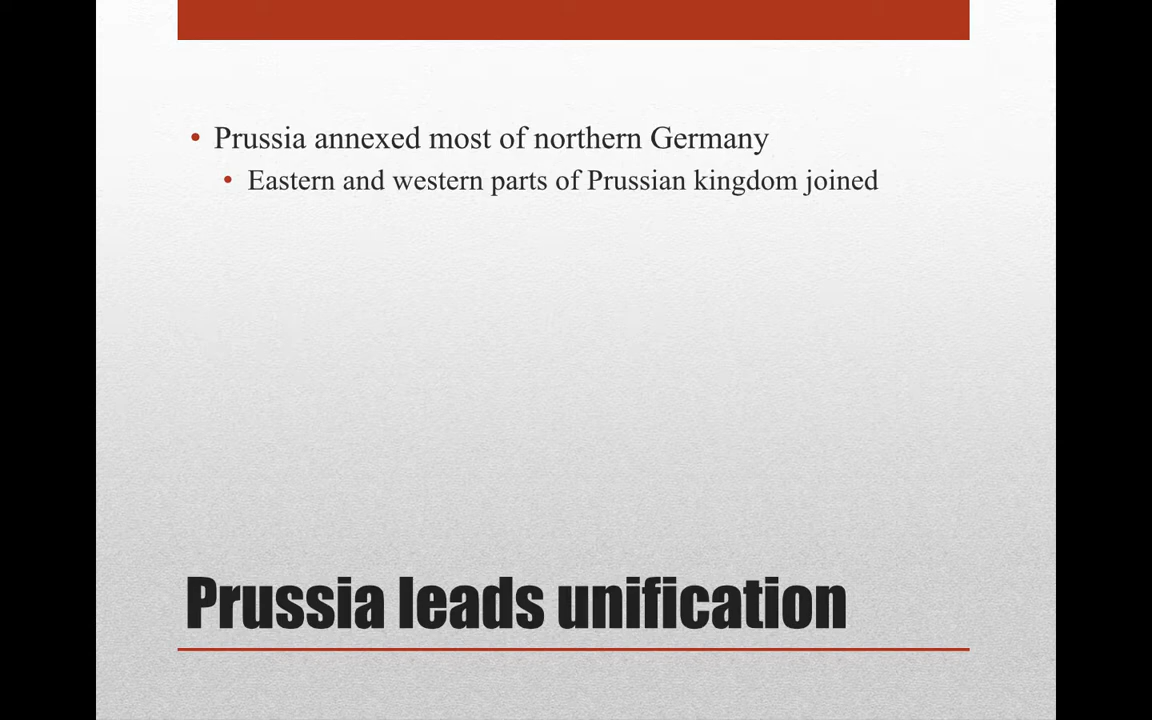 • Prussia annexed most of northern Germany
• Eastern and western parts of Prussian kingdom joined
Prussia leads unification